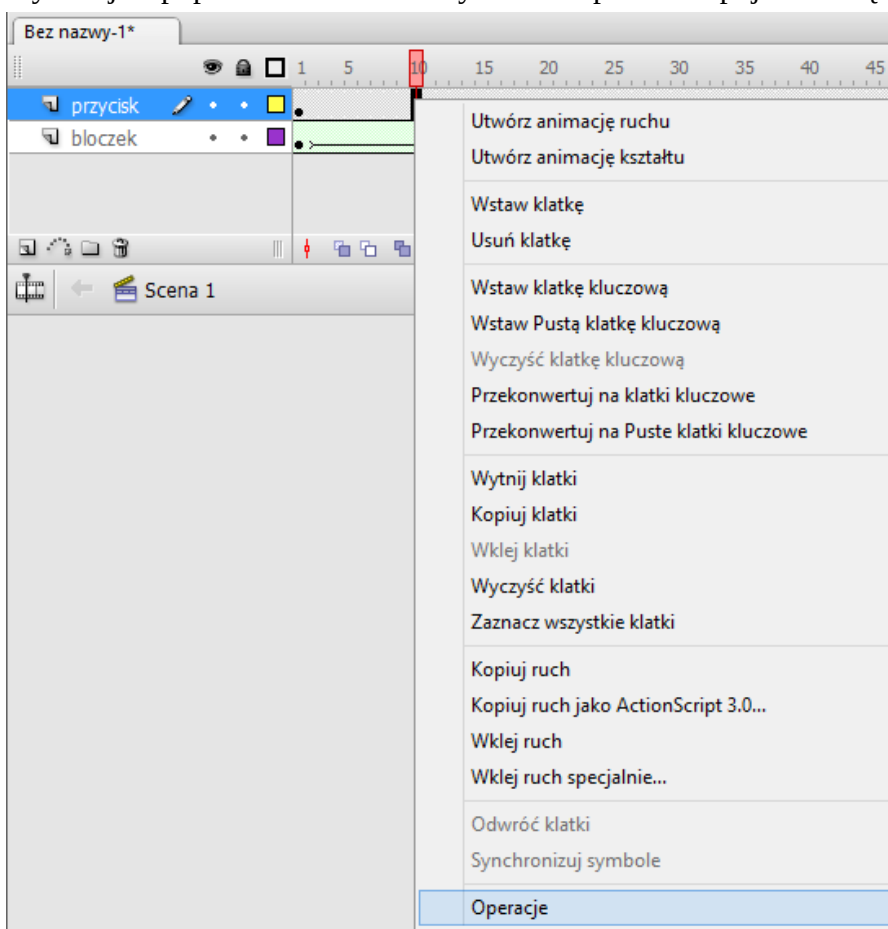 Bez nazwy-1*
1 5 10 15 20 25 30 35 40 45
przycisk
bloczek
Scena 1
Utwórz animację ruchu
Utwórz animację kształtu
Wstaw klatkę
Usuń klatkę
Wstaw klatkę kluczową
Wstaw Pustą klatkę kluczową
Wyczyść klatkę kluczową
Przekonwertuj na klatki kluczowe
Przekonwertuj na Puste klatki kluczowe
Wytnij klatki
Kopiuj klatki
Wklej klatki
Wyczyść klatki
Zaznacz wszystkie klatki
Kopiuj ruch
Kopiuj ruch jako ActionScript 3.0...
Wklej ruch
Wklej ruch specjalnie...
Odwróć klatki
Synchronizuj symbole
Operacje